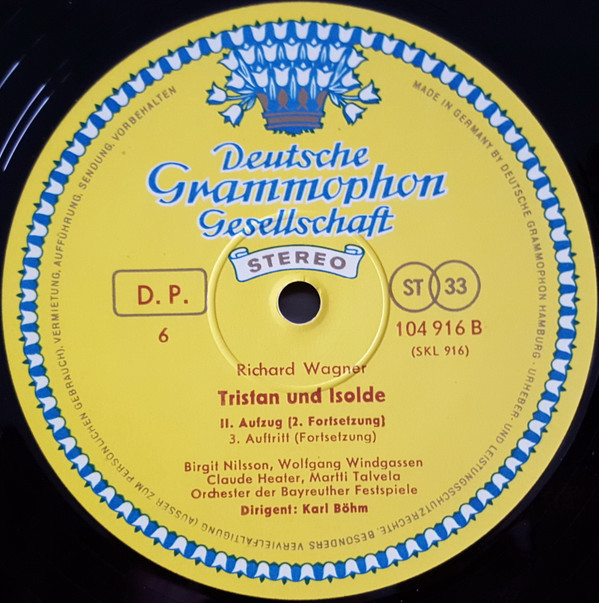 Deutsche
Grammophon
Gesellschaft
STEREO
D. P.
6
ST 33
104 916 B
(SKL 916)
Richard Wagner
Tristan und Isolde
II. Aufzug (2. Fortsetzung)
3. Auftritt (Fortsetzung)
Birgit Nilsson, Wolfgang Windgassen
Claude Heater, Martti Talvela
Orchester der Bayreuther Festspiele
Dirigent: Karl Böhm
MADE IN GERMANY BY DEUTSCHE GRAMMOPHON HAMBURG · URHEBER- UND LEISTUNGSSCHUTZRECHTE, BESONDERS VERVIELFÄLTIGUNG (AUSSER ZUM PERSÖNLICHEN GEBRAUCH), VERMIETUNG, AUFFÜHRUNG, SENDUNG, VORBEHALTEN